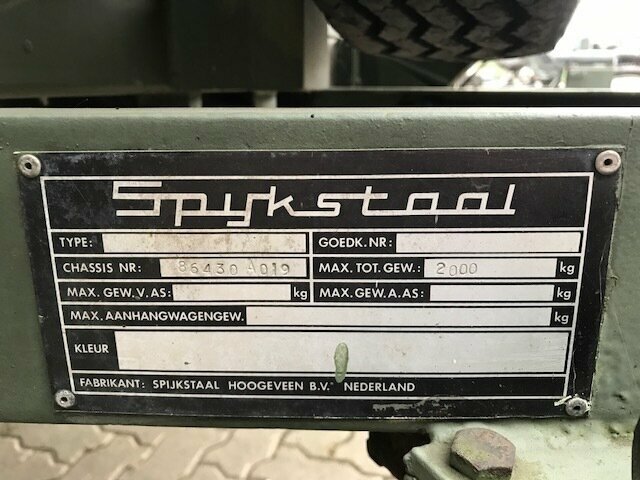 Spykstaal
TYPE: GOEDK. NR:
CHASSIS NR: 86430 A019 MAX. TOT. GEW.: 2000 kg
MAX. GEW. V. AS: kg MAX. GEW. A. AS: kg
MAX. AANHANGWAGENGEW. kg
KLEUR
FABRIKANT: SPIJKSTAAL HOOGEVEEN B.V. NEDERLAND